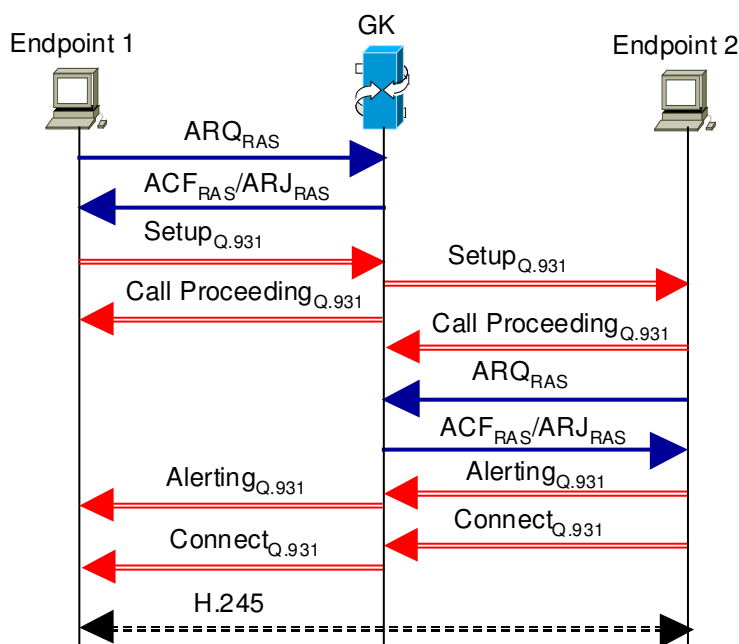 GK
Endpoint 1
Endpoint 2
ARQRAS
ACFRAS/ARJRAS
SetupQ.931
SetupQ.931
Call ProceedingQ.931
Call ProceedingQ.931
ARQRAS
ACFRAS/ARJRAS
AlertingQ.931
AlertingQ.931
ConnectQ.931
ConnectQ.931
H.245